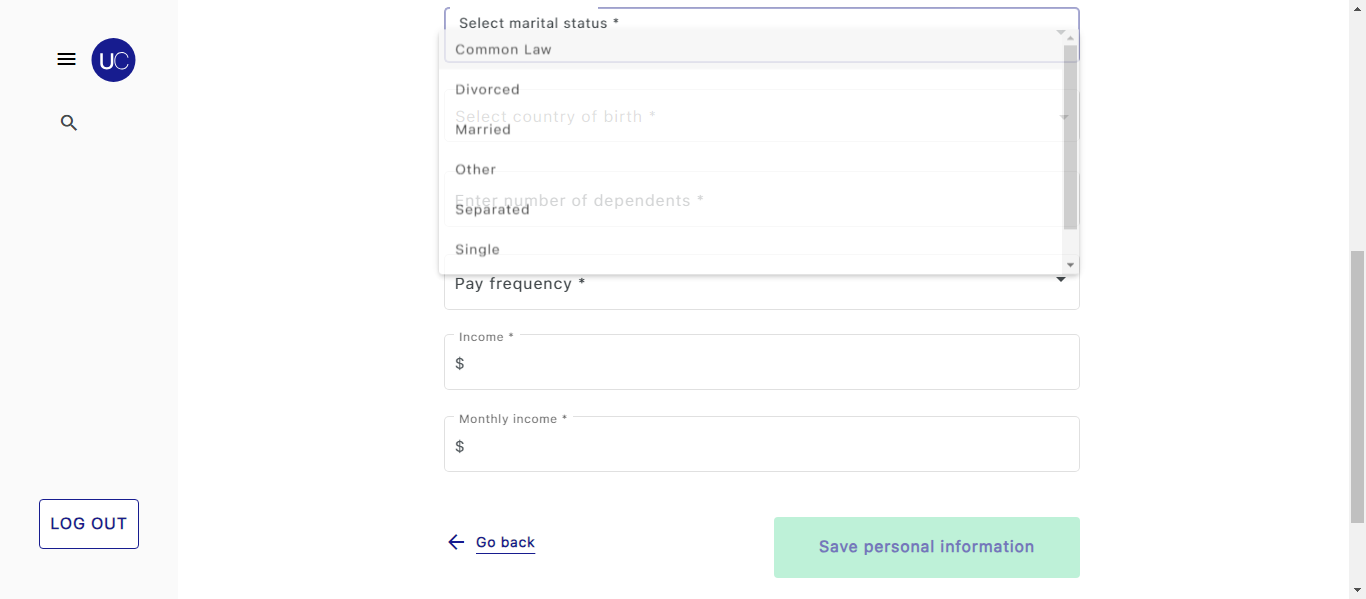 UC
Select marital status *
Common Law
Divorced
Select country of birth *
Married
Other
Enter number of dependents *
Separated
Single
Pay frequency *
Income *
$
Monthly income *
$
LOG OUT
Go back
Save personal information